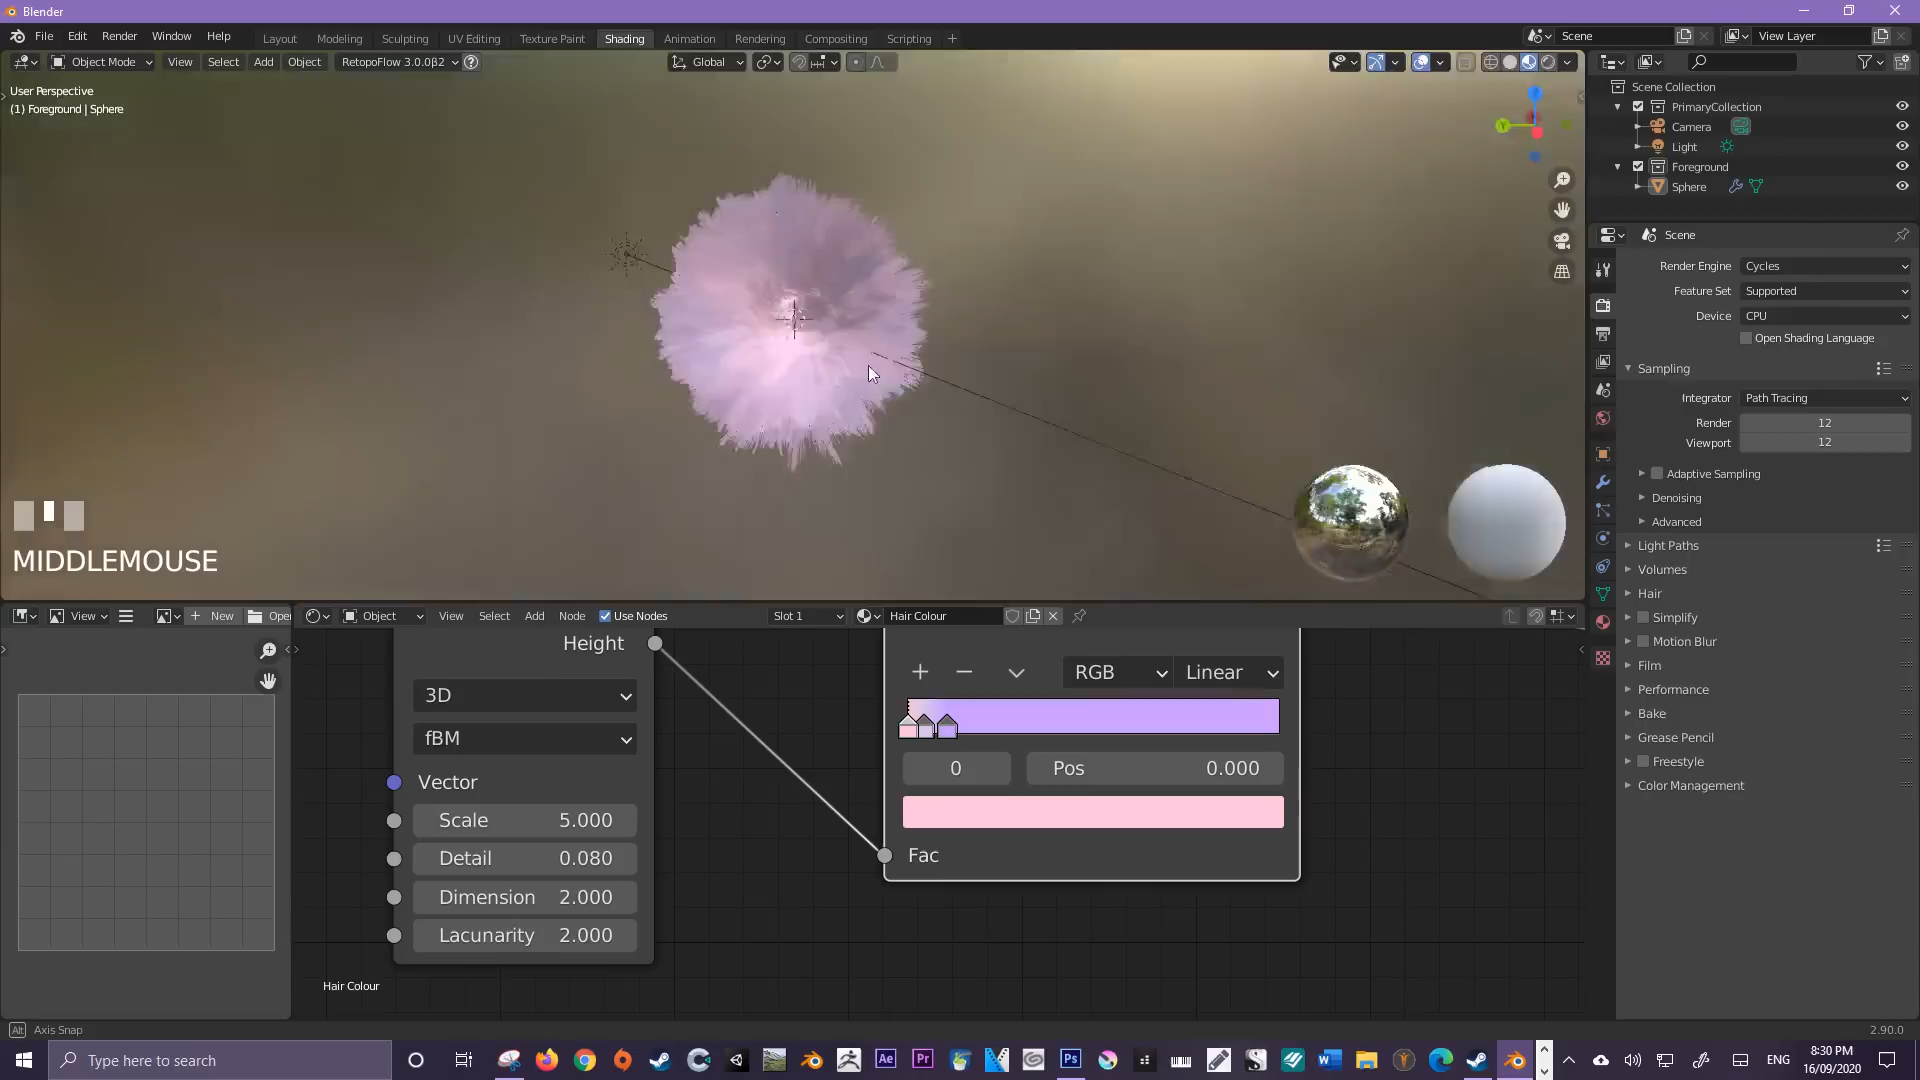 Blender
File Edit Render Window Help
Layout Modeling Sculpting UV Editing Texture Paint Shading Animation Rendering Compositing Scripting +
Scene
View Layer
Object Mode View Select Add Object RetopoFlow 3.0.0β2
Global
User Perspective
(1) Foreground | Sphere
Scene Collection
PrimaryCollection
Camera
Light
Foreground
Sphere
Scene
Render Engine Cycles
Feature Set Supported
Device CPU
Open Shading Language
Sampling
Integrator Path Tracing
Render 12
Viewport 12
Adaptive Sampling
Denoising
Advanced
Light Paths
Volumes
Hair
Simplify
Motion Blur
Film
Performance
Bake
Grease Pencil
Freestyle
Color Management
MIDDLEMOUSE
View New Open
Object View Select Add Node Use Nodes Slot 1 Hair Colour
Height
3D
fBM
Vector
Scale 5.000
Detail 0.080
Dimension 2.000
Lacunarity 2.000
RGB Linear
0 Pos 0.000
Fac
Hair Colour
Alt Axis Snap
2.90.0
Type here to search
Ae
Pr
Ps
ENG
8:30 PM
16/09/2020